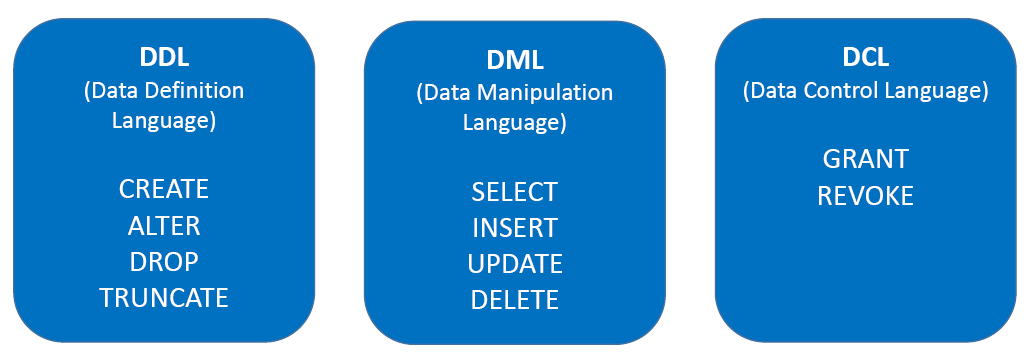 DDL
(Data Definition
Language)
CREATE
ALTER
DROP
TRUNCATE
DML
(Data Manipulation
Language)
SELECT
INSERT
UPDATE
DELETE
DCL
(Data Control Language)
GRANT
REVOKE